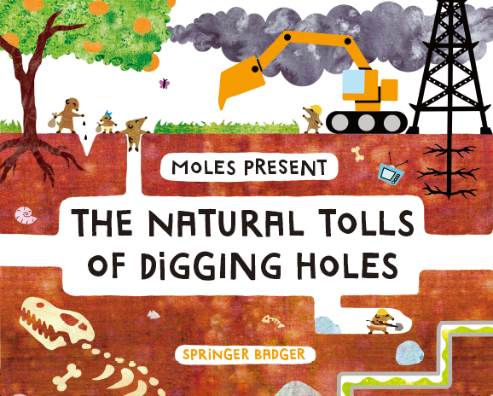 MOLES PRESENT
THE NATURAL TOLLS
OF DiGGiNG HOLES
SPRiNGER BADGER